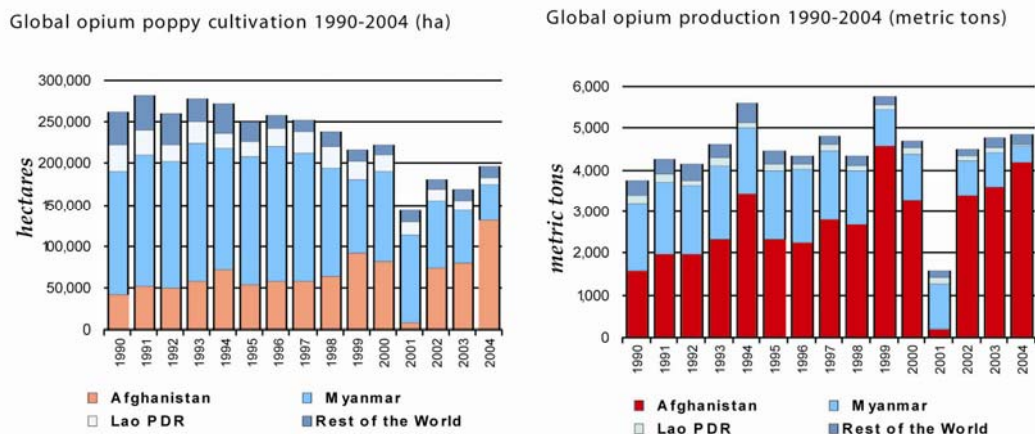 Global opium poppy cultivation 1990-2004 (ha)
300,000
250,000
200,000
150,000
100,000
50,000
0
hectares
1990 1991 1992 1993 1994 1995 1996 1997 1998 1999 2000 2001 2002 2003 2004
Afghanistan Myanmar
Lao PDR Rest of the World
Global opium production 1990-2004 (metric tons)
6,000
5,000
4,000
3,000
2,000
1000
0
metric tons
1990 1991 1992 1993 1994 1995 1996 1997 1998 1999 2000 2001 2002 2003 2004
Afghanistan Myanmar
Lao PDR Rest of the World